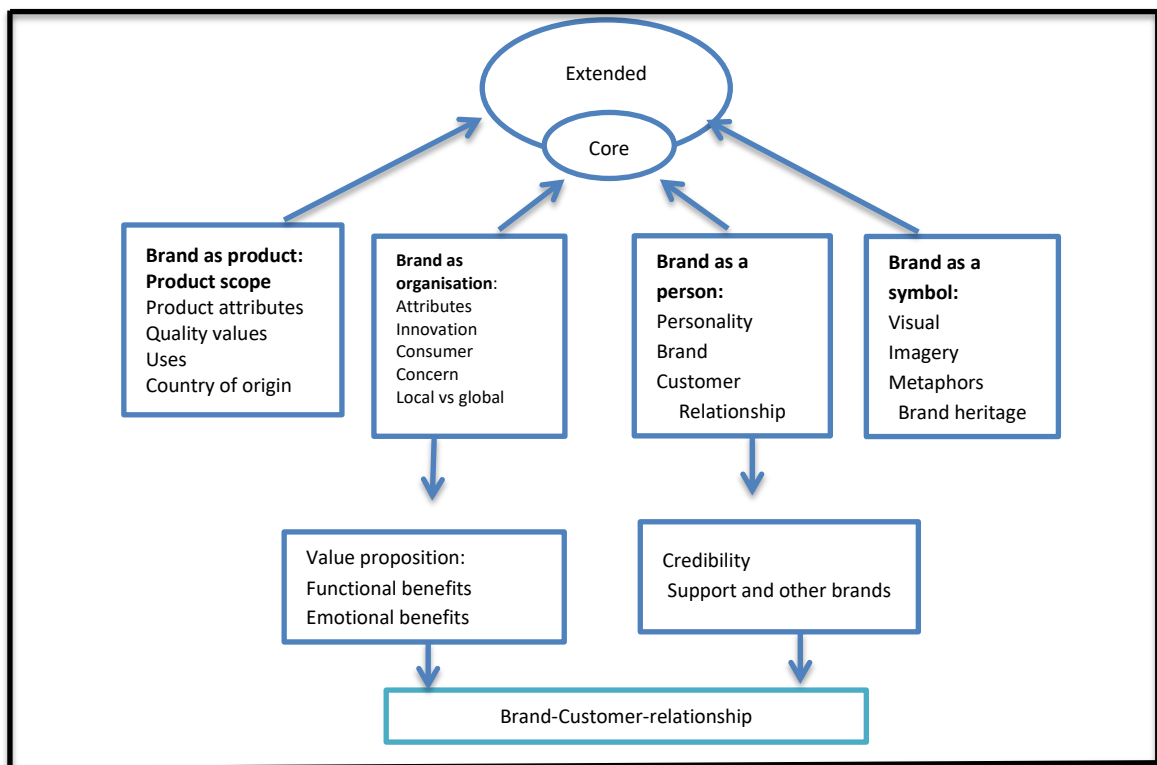 Extended
Core
Brand as product:
Product scope
Product attributes
Quality values
Uses
Country of origin
Brand as
organisation:
Attributes
Innovation
Consumer
Concern
Local vs global
Brand as a
person:
Personality
Brand
Customer
Relationship
Brand as a
symbol:
Visual
Imagery
Metaphors
Brand heritage
Value proposition:
Functional benefits
Emotional benefits
Credibility
Support and other brands
Brand-Customer-relationship